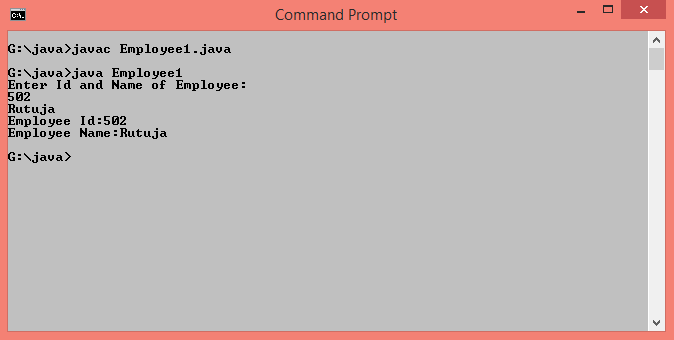 Command Prompt
G:\java>javac Employee1.java
G:\java>java Employee1
Enter Id and Name of Employee:
502
Rutuja
Employee Id:502
Employee Name:Rutuja
G:\java>